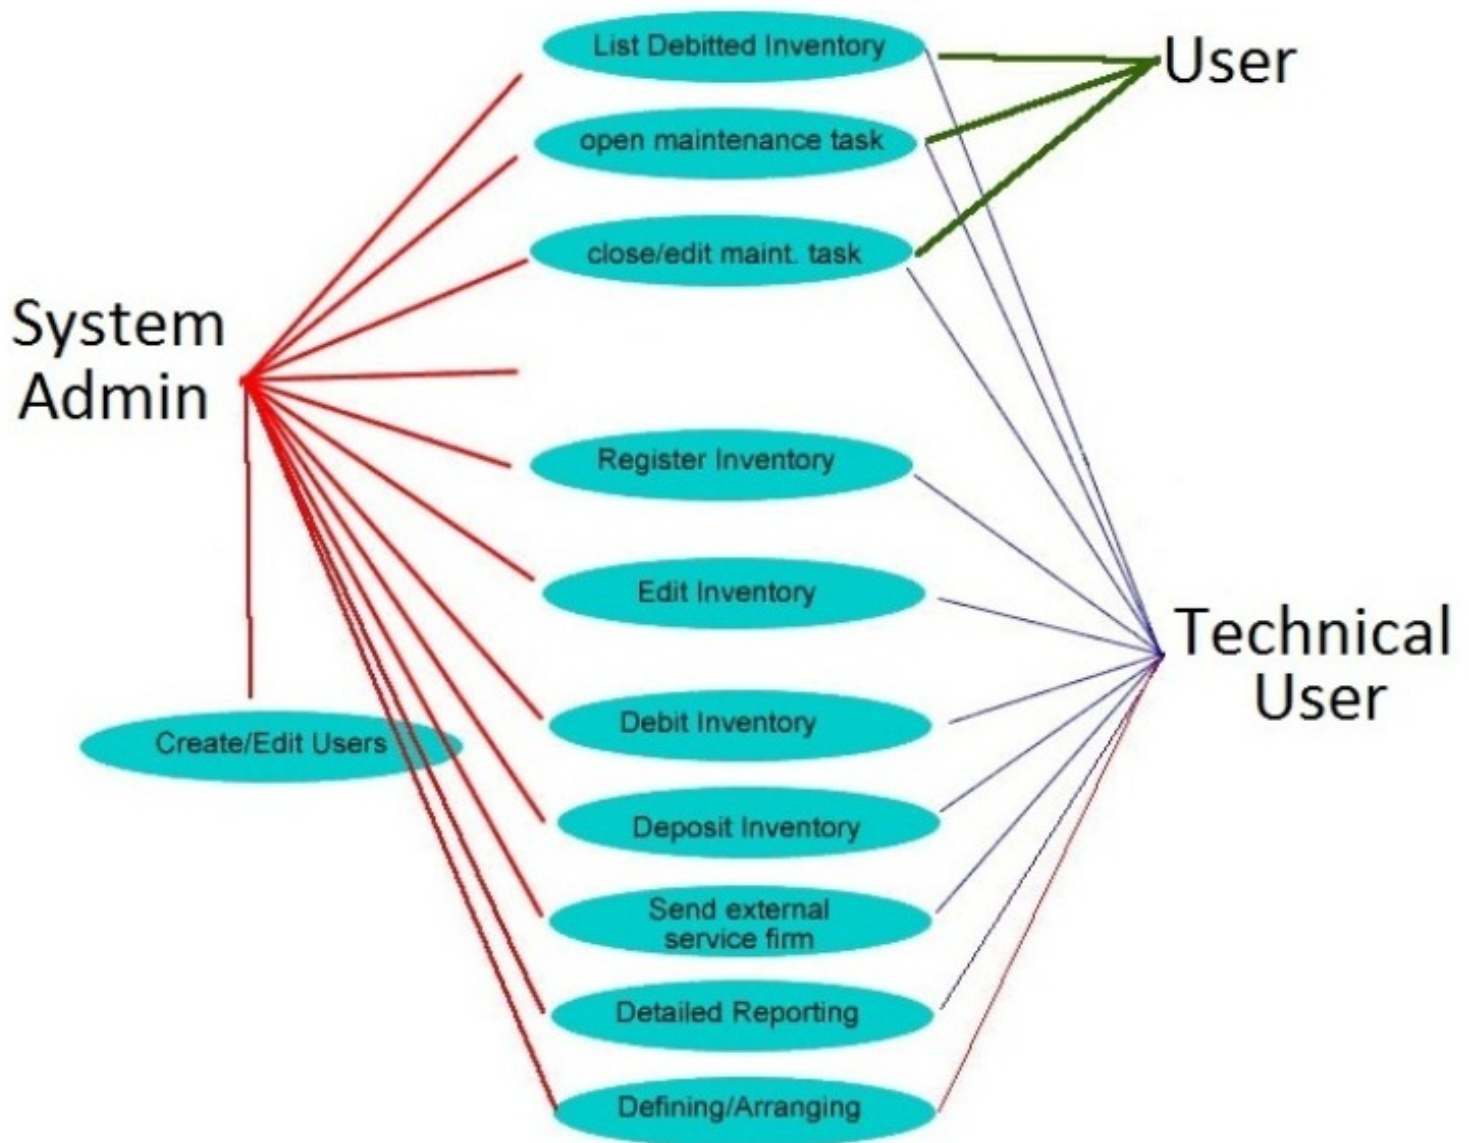 List Debitted Inventory
User
open maintenance task
close/edit maint. task
System
Admin
Register Inventory
Edit Inventory
Technical
User
Debit Inventory
Create/Edit Users
Deposit Inventory
Send external
service firm
Detailed Reporting
Defining/Arranging